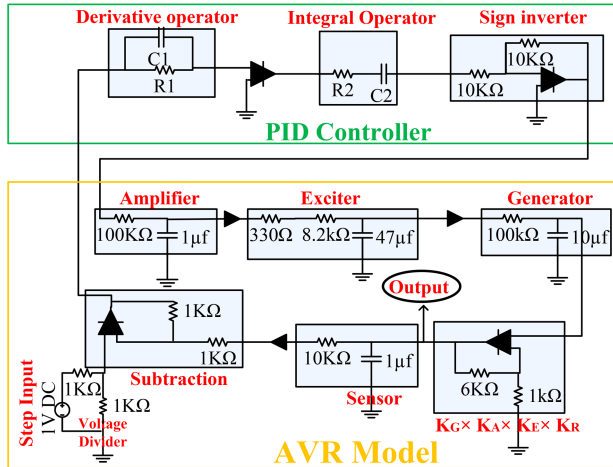 Derivative operator
Integral Operator
Sign inverter
C1
R1
R2
C2
10KΩ
10KΩ
PID Controller
Amplifier
Exciter
Generator
100KΩ
1µf
330Ω
8.2kΩ
47µf
100kΩ
10µf
Output
1KΩ
1KΩ
Subtraction
10KΩ
1µf
Sensor
6KΩ
1kΩ
KG× KA× KE× KR
Step Input
1V DC
1KΩ
1KΩ
Voltage
Divider
AVR Model